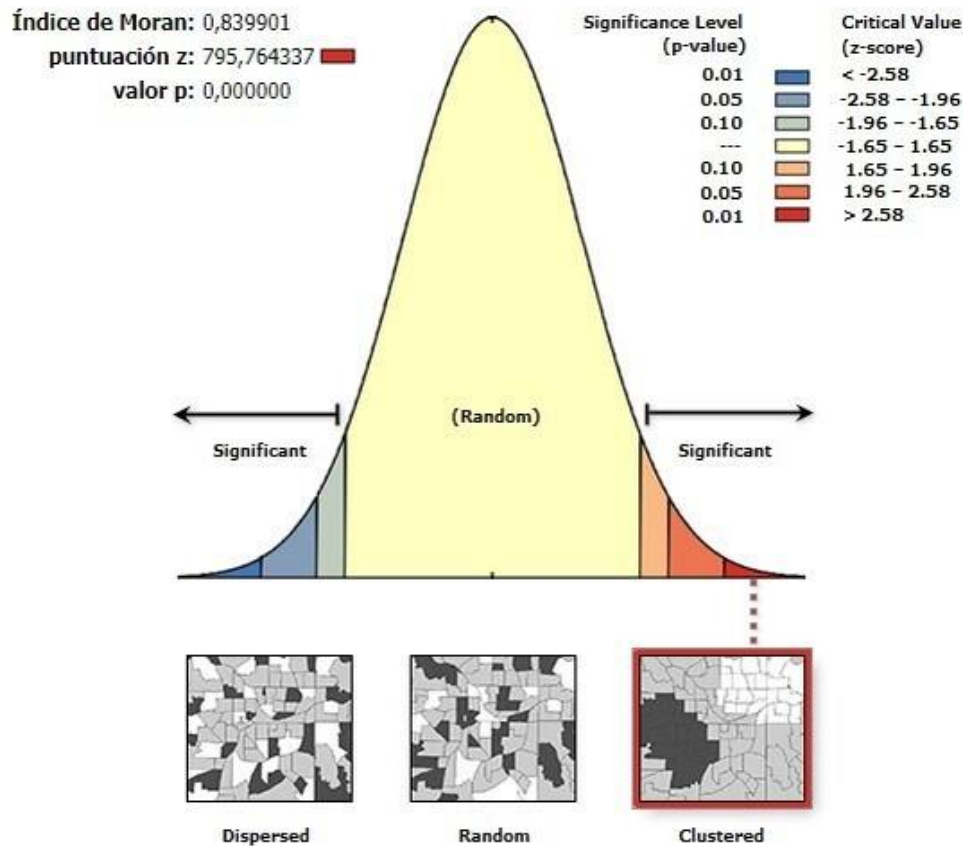 Índice de Moran: 0,839901
puntuación z: 795,764337
valor p: 0,000000
Significance Level
(p-value)
Critical Value
(z-score)
0.01 < -2.58
0.05 -2.58 – -1.96
0.10 -1.96 – -1.65
--- -1.65 – 1.65
0.10 1.65 – 1.96
0.05 1.96 – 2.58
0.01 > 2.58
(Random)
Significant
Significant
Dispersed
Random
Clustered